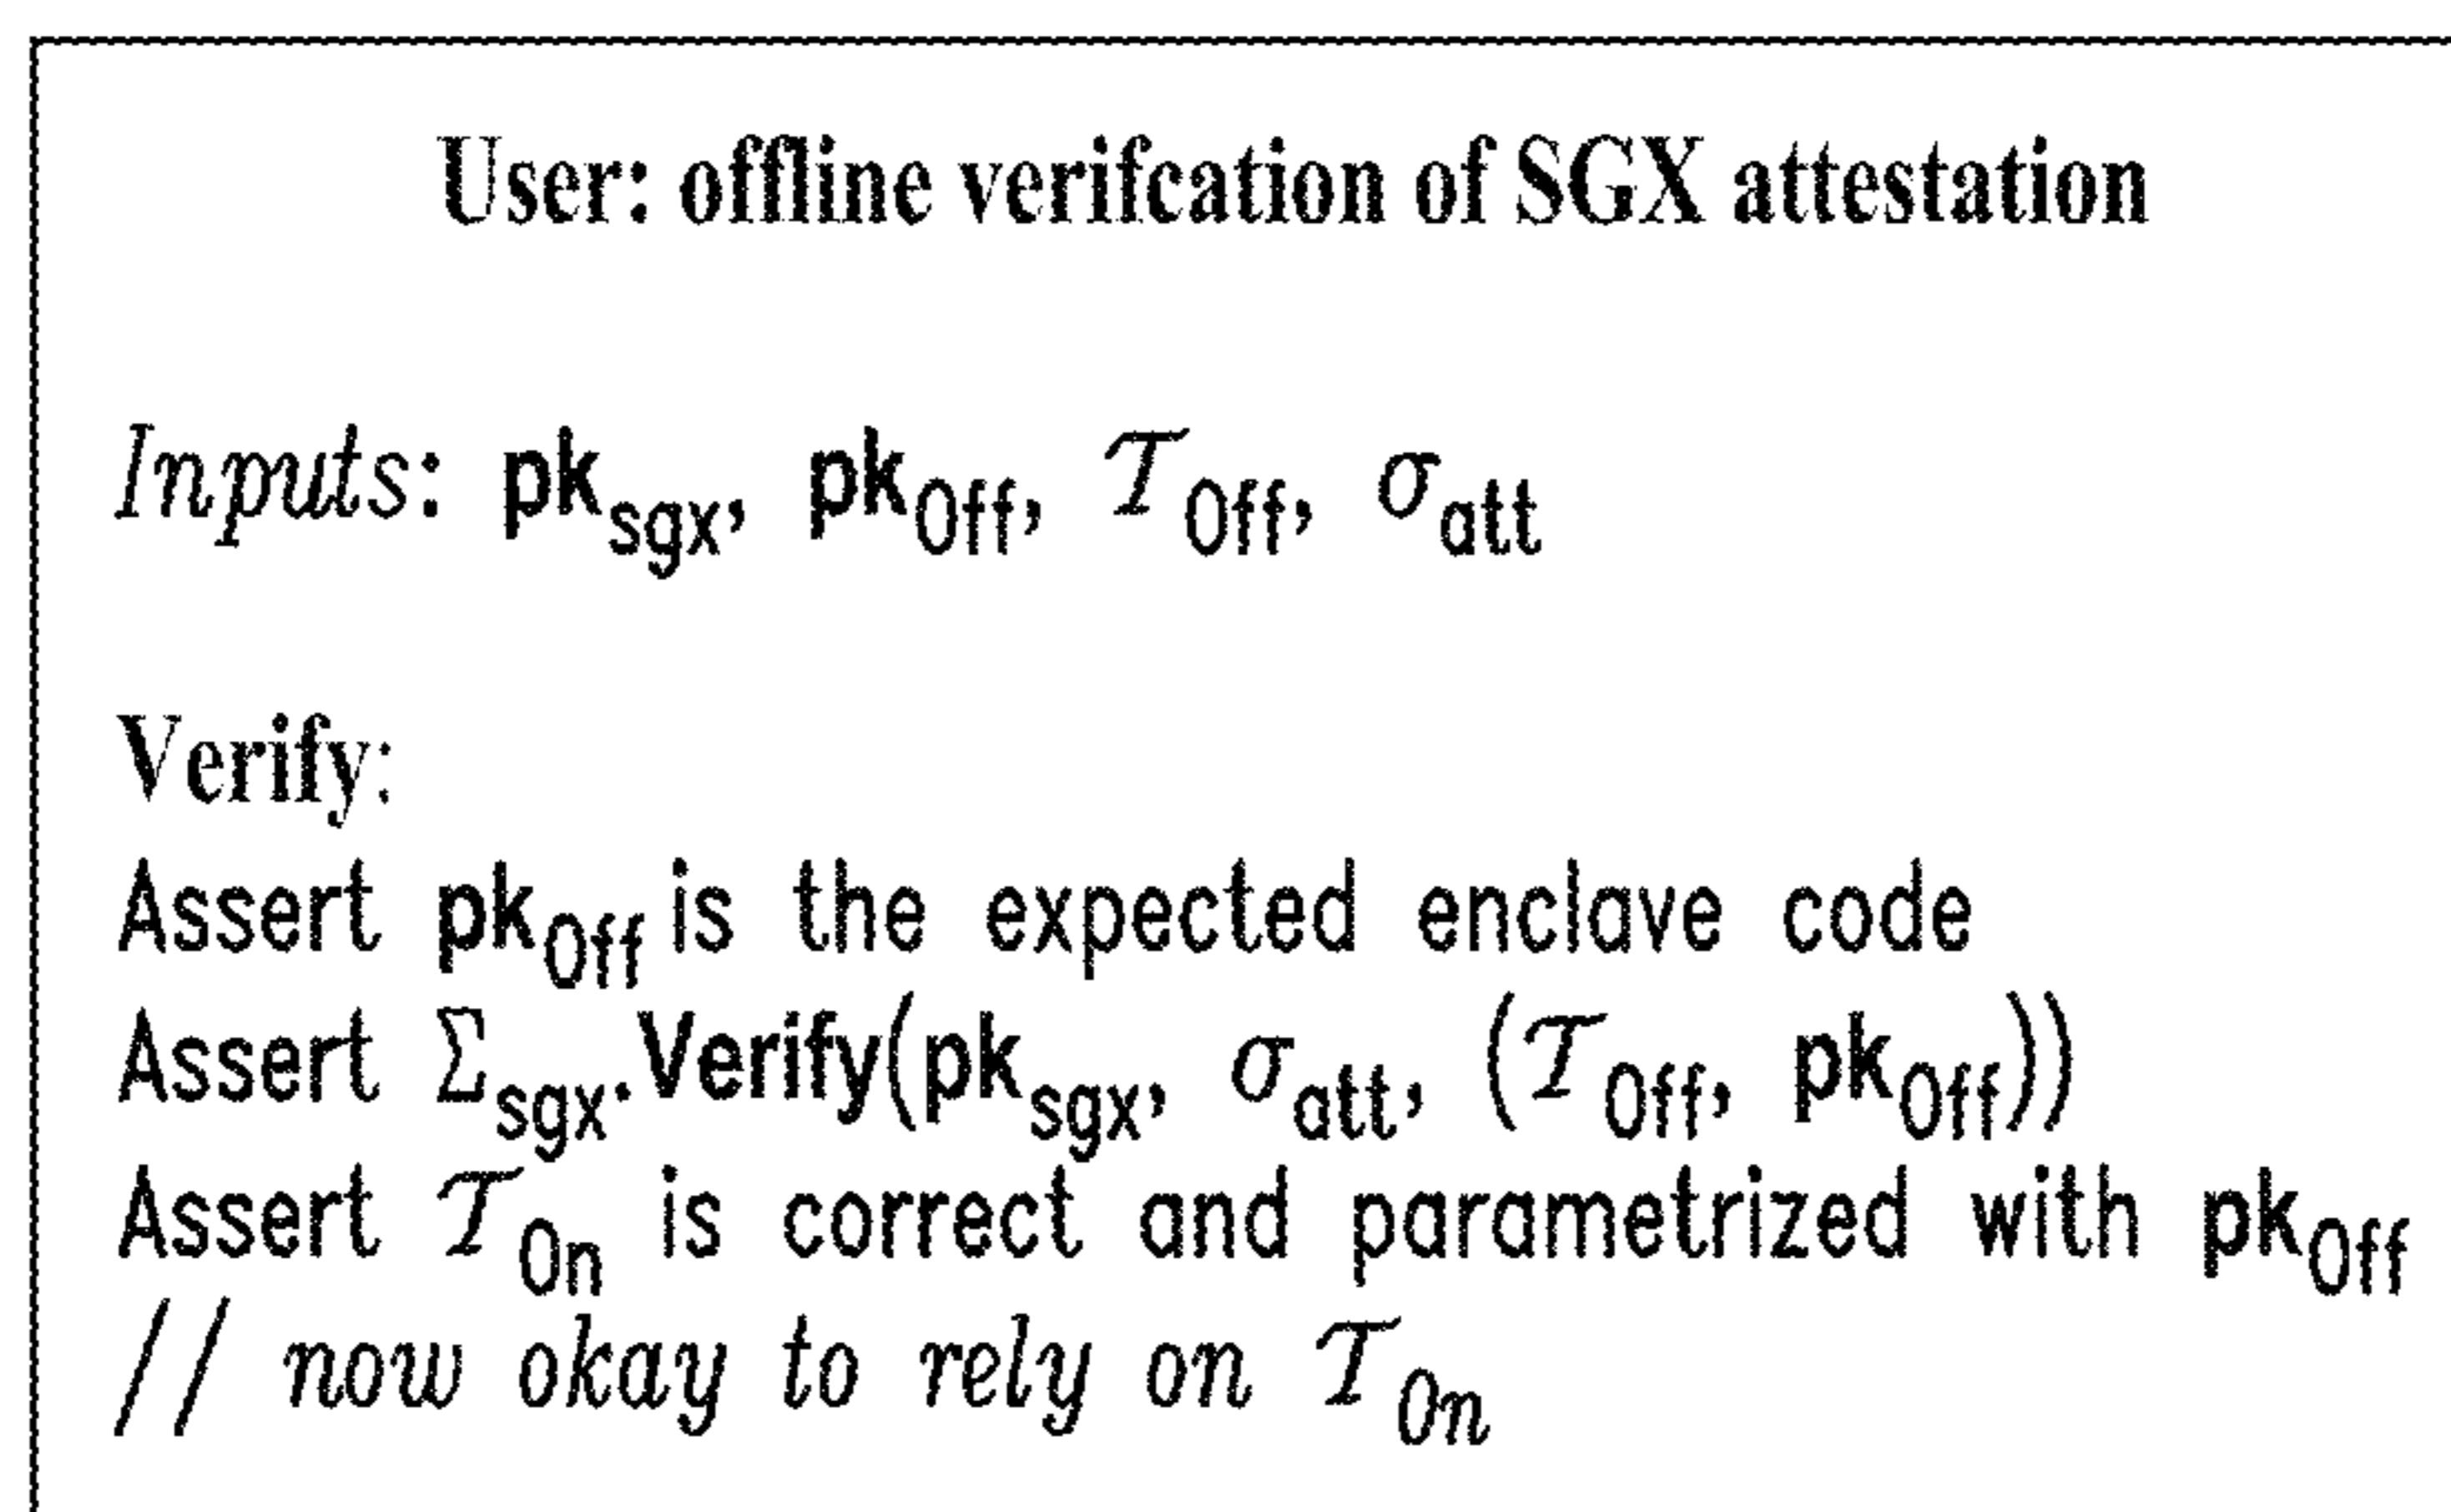 User: offline verifcation of SGX attestation
Inputs: pk_sgx, pk_Off, 𝒯_Off, σ_att
Verify:
Assert pk_Off is the expected enclave code
Assert Σ_sgx.Verify(pk_sgx, σ_att, (𝒯_Off, pk_Off))
Assert 𝒯_On is correct and parametrized with pk_Off
// now okay to rely on 𝒯_On